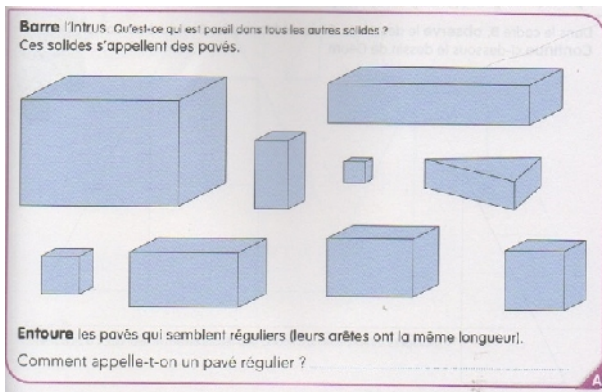 Barre l'intrus. Qu'est-ce qui est pareil dans tous les autres solides ?
Ces solides s'appellent des pavés.
Entoure les pavés qui semblent réguliers (leurs arêtes ont la même longueur).
Comment appelle-t-on un pavé régulier ?
A